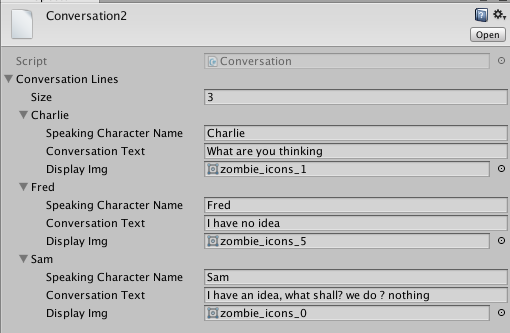 Conversation2
Open
Script Conversation
Conversation Lines
Size 3
Charlie
Speaking Character Name Charlie
Conversation Text What are you thinking
Display Img zombie_icons_1
Fred
Speaking Character Name Fred
Conversation Text I have no idea
Display Img zombie_icons_5
Sam
Speaking Character Name Sam
Conversation Text I have an idea, what shall? we do ? nothing
Display Img zombie_icons_0